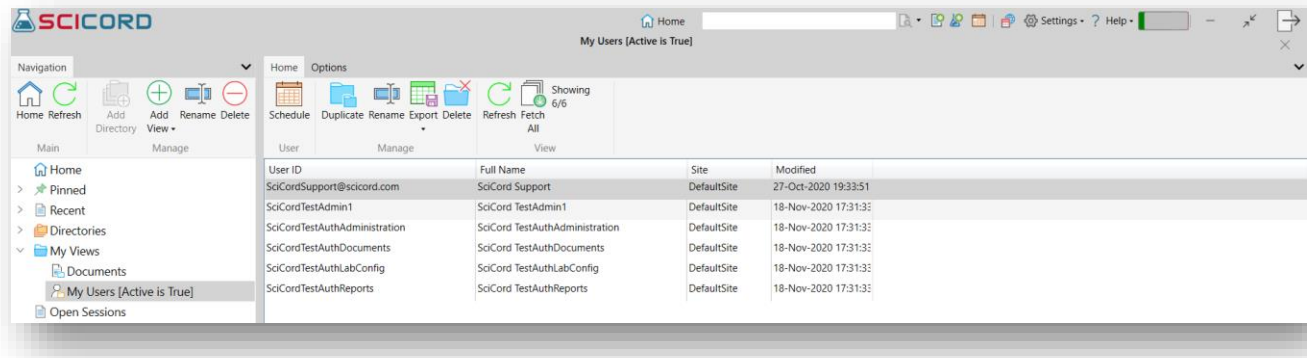 SCICORD
Home
Settings
? Help
My Users [Active is True]
Navigation
Home Options
Showing
6/6
Home Refresh Add Directory Add View Rename Delete
Schedule Duplicate Rename Export Delete Refresh Fetch All
Main Manage
User Manage View
Home
Pinned
Recent
Directories
My Views
Documents
My Users [Active is True]
Open Sessions
User ID Full Name Site Modified
SciCordSupport@scicord.com SciCord Support DefaultSite 27-Oct-2020 19:33:51
SciCordTestAdmin1 SciCord TestAdmin1 DefaultSite 18-Nov-2020 17:31:33
SciCordTestAuthAdministration SciCord TestAuthAdministration DefaultSite 18-Nov-2020 17:31:33
SciCordTestAuthDocuments SciCord TestAuthDocuments DefaultSite 18-Nov-2020 17:31:33
SciCordTestAuthLabConfig SciCord TestAuthLabConfig DefaultSite 18-Nov-2020 17:31:33
SciCordTestAuthReports SciCord TestAuthReports DefaultSite 18-Nov-2020 17:31:33